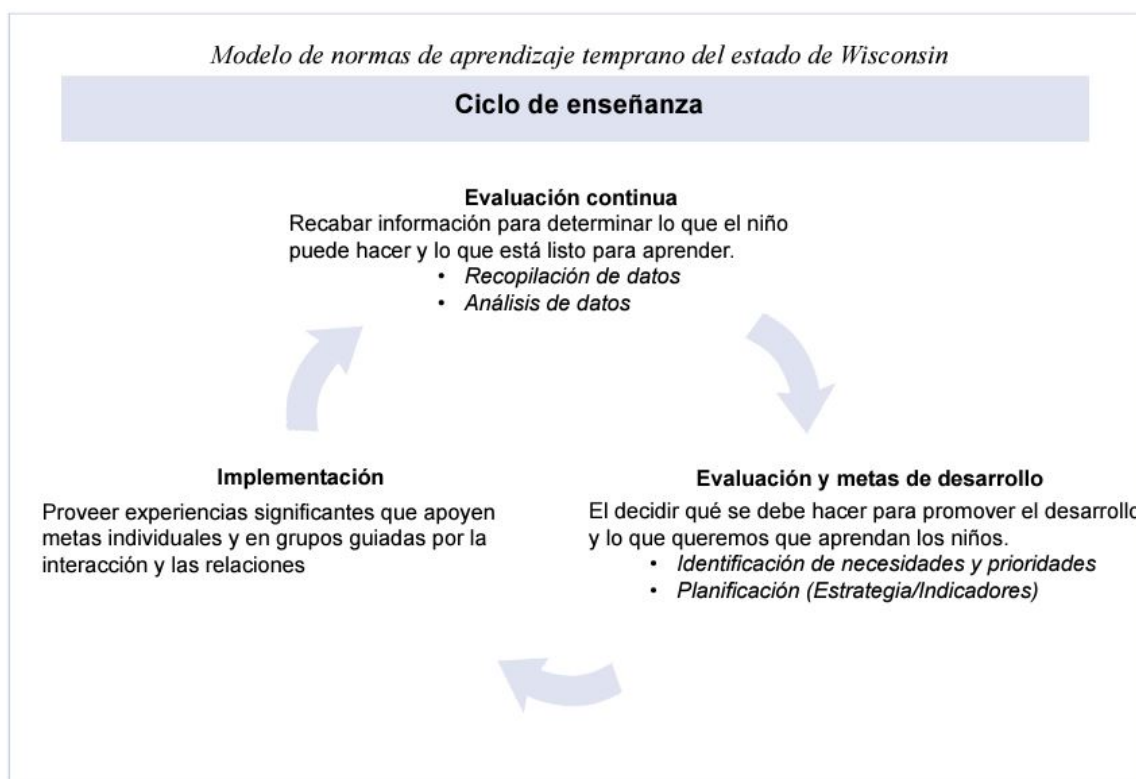 Modelo de normas de aprendizaje temprano del estado de Wisconsin
Ciclo de enseñanza
Evaluación continua
Recabar información para determinar lo que el niño
puede hacer y lo que está listo para aprender.
• Recopilación de datos
• Análisis de datos
Implementación
Proveer experiencias significantes que apoyen
metas individuales y en grupos guiadas por la
interacción y las relaciones
Evaluación y metas de desarrollo
El decidir qué se debe hacer para promover el desarrollo
y lo que queremos que aprendan los niños.
• Identificación de necesidades y prioridades
• Planificación (Estrategia/Indicadores)